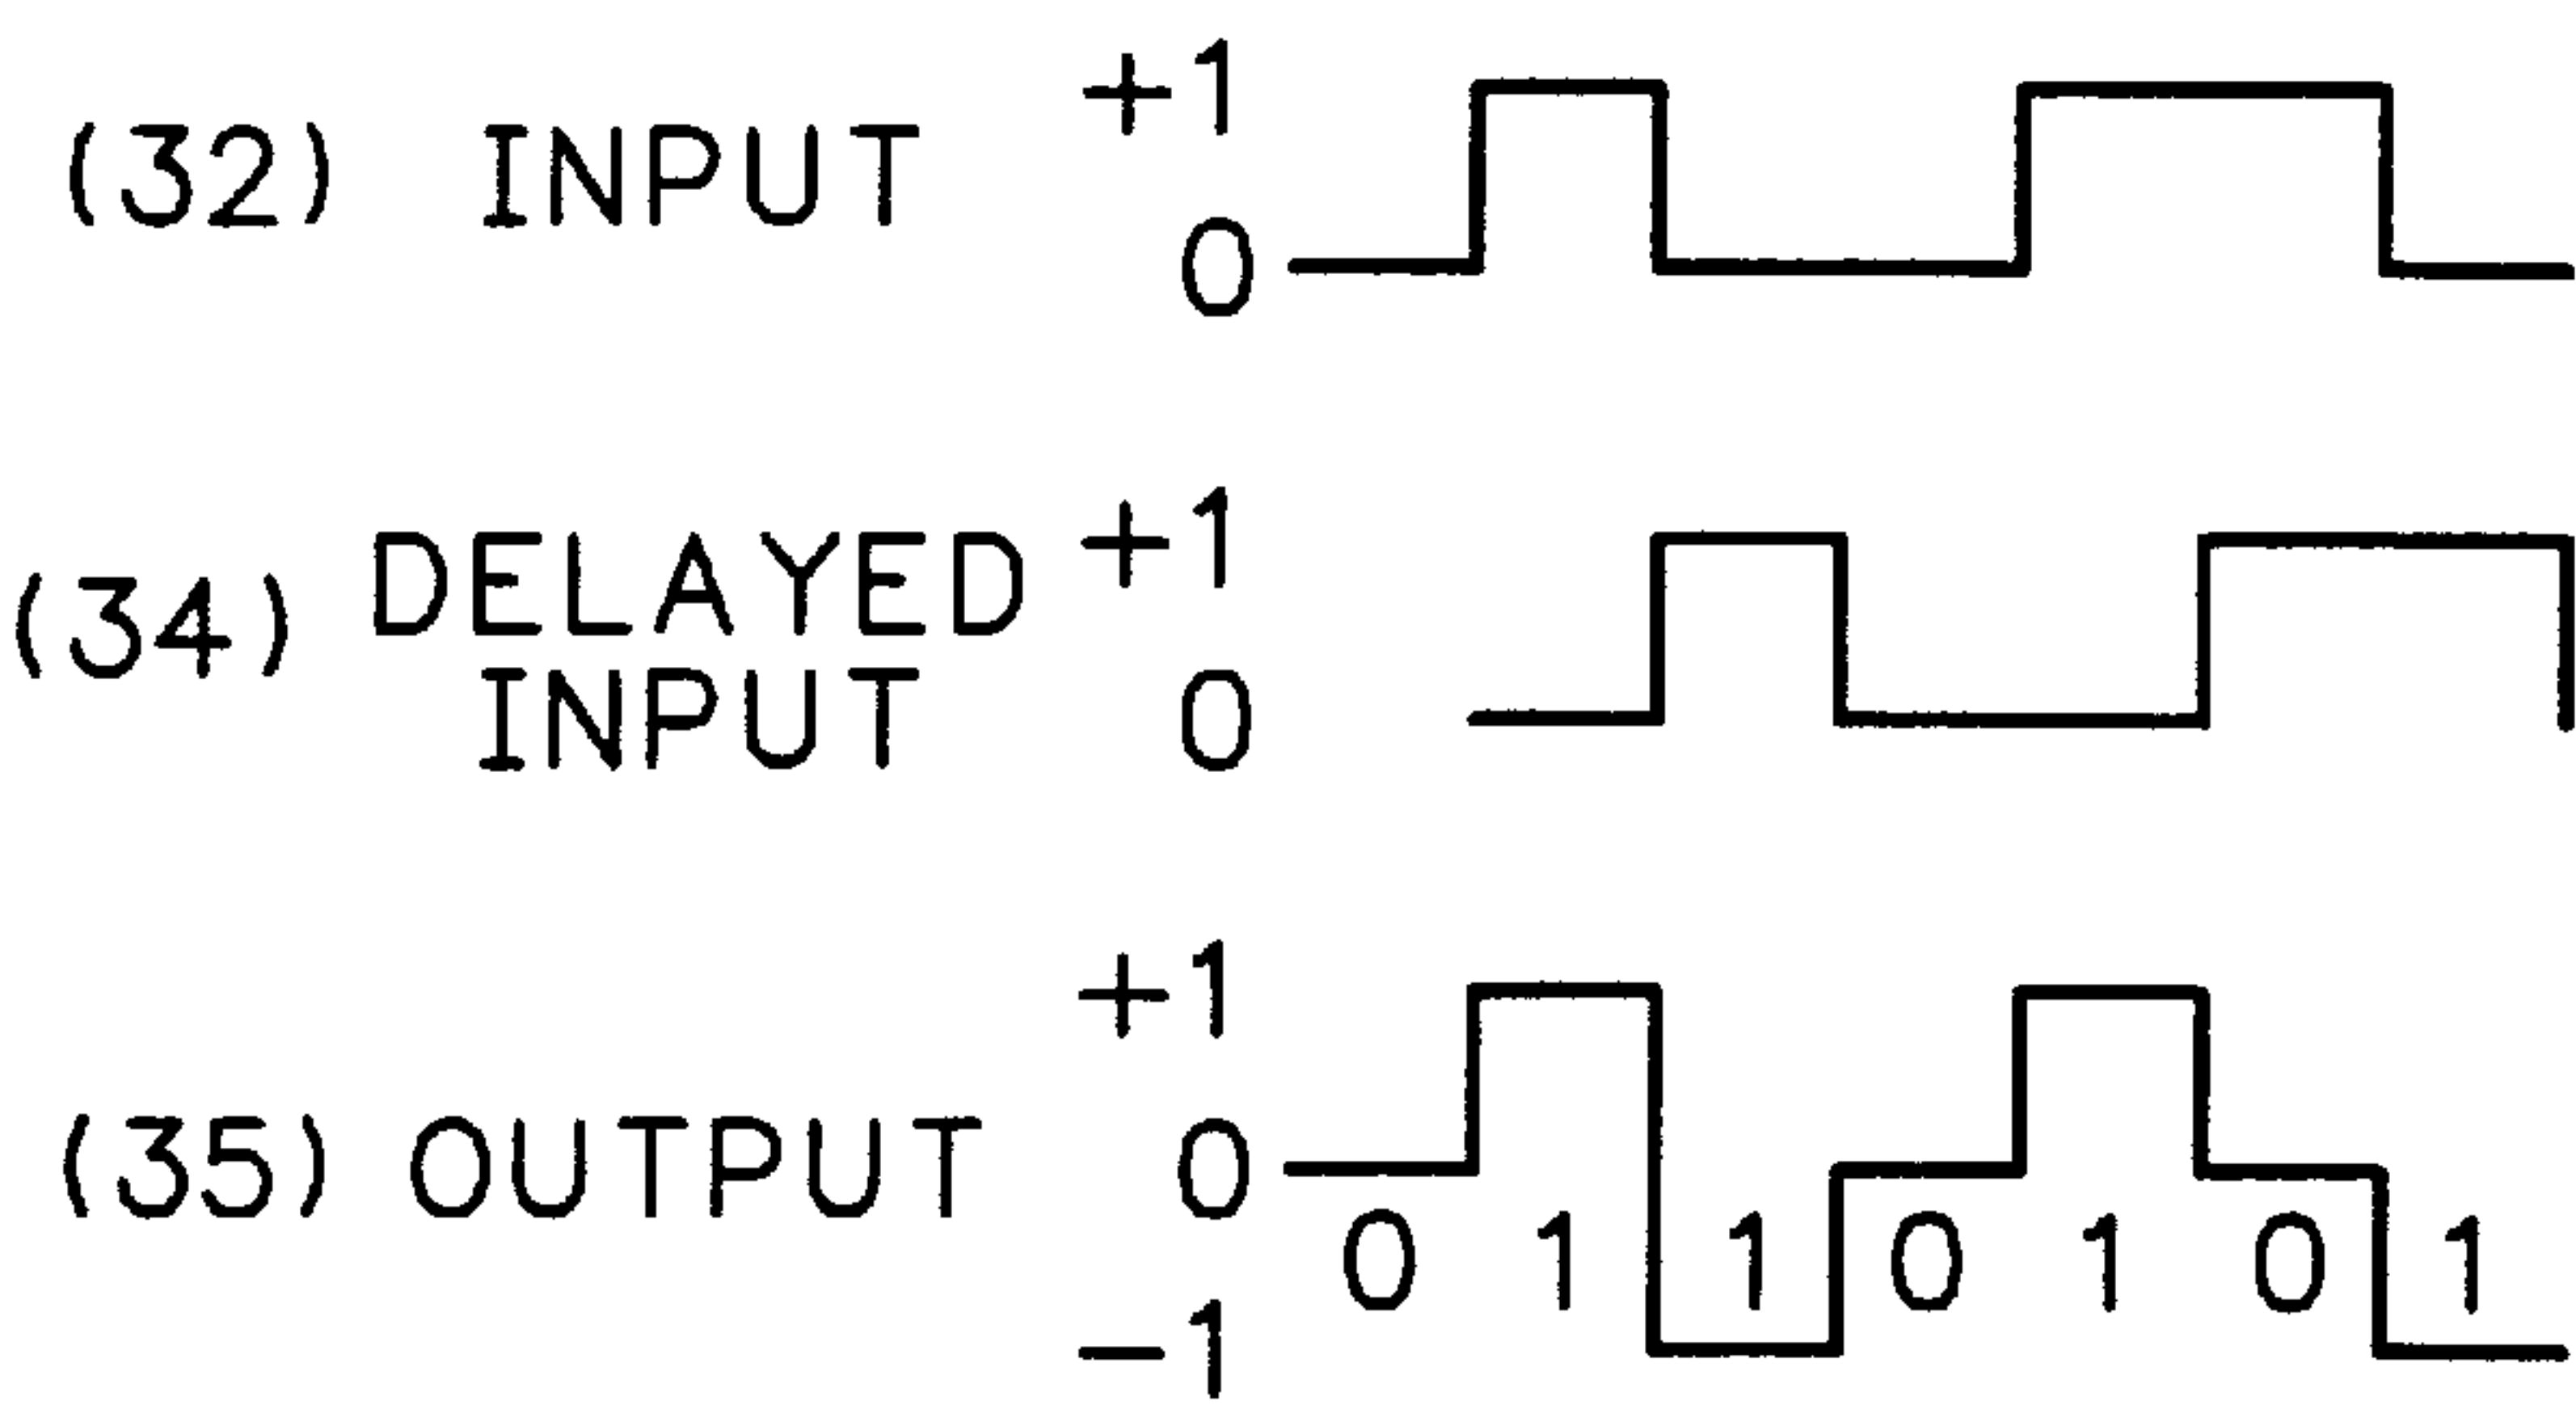 +1
(32) INPUT
0
+1
DELAYED
(34)
INPUT
0
+1
(35) OUTPUT 0
0 1 1 0 1 0 1
-1